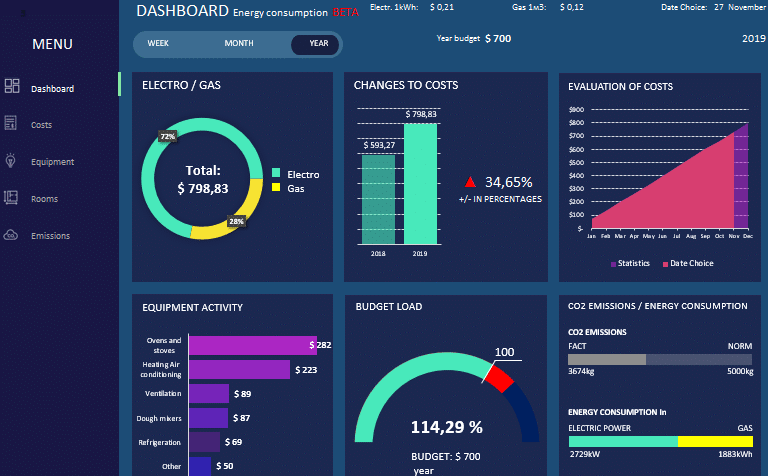 DASHBOARD Energy consumption BETA
Electr. 1kWh: $ 0,21 Gas 1м3: $ 0,12 Date Choice: 27 November
MENU
WEEK MONTH YEAR
Year budget $ 700 2019
Dashboard
Costs
Equipment
Rooms
Emissions
ELECTRO / GAS
72%
Total:
$ 798,83
28%
Electro
Gas
CHANGES TO COSTS
$ 798,83
$ 593,27
34,65%
+/- IN PERCENTAGES
2018 2019
EVALUATION OF COSTS
$900
$800
$700
$600
$500
$400
$300
$200
$100
$-
Jan Feb Mar Apr May Jun Jul Aug Sep Oct Nov Dec
Statistics Date Choice
EQUIPMENT ACTIVITY
Ovens and
stoves
$ 282
Heating Air
conditioning
$ 223
Ventilation $ 89
Dough mixers $ 87
Refrigeration $ 69
Other $ 50
BUDGET LOAD
100
114,29 %
BUDGET: $ 700
year
CO2 EMISSIONS / ENERGY CONSUMPTION
CO2 EMISSIONS
FACT NORM
3674kg 5000kg
ENERGY CONSUMPTION In
ELECTRIC POWER GAS
2729kW 1883kWh